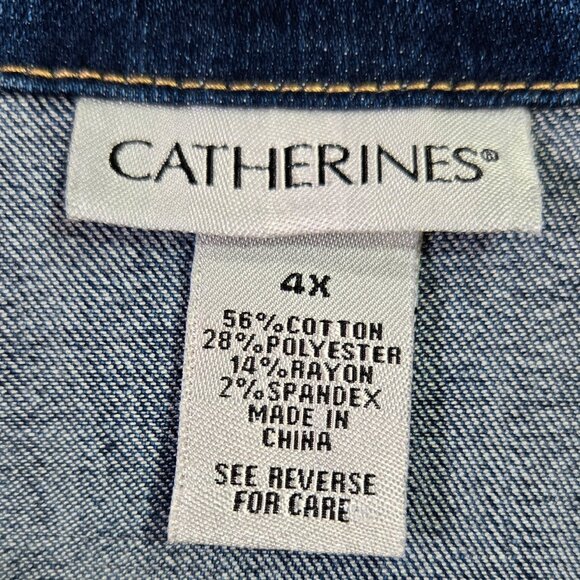 CATHERINES®
4X
56%COTTON
28%POLYESTER
14%RAYON
2%SPANDEX
MADE IN
CHINA
SEE REVERSE
FOR CARE